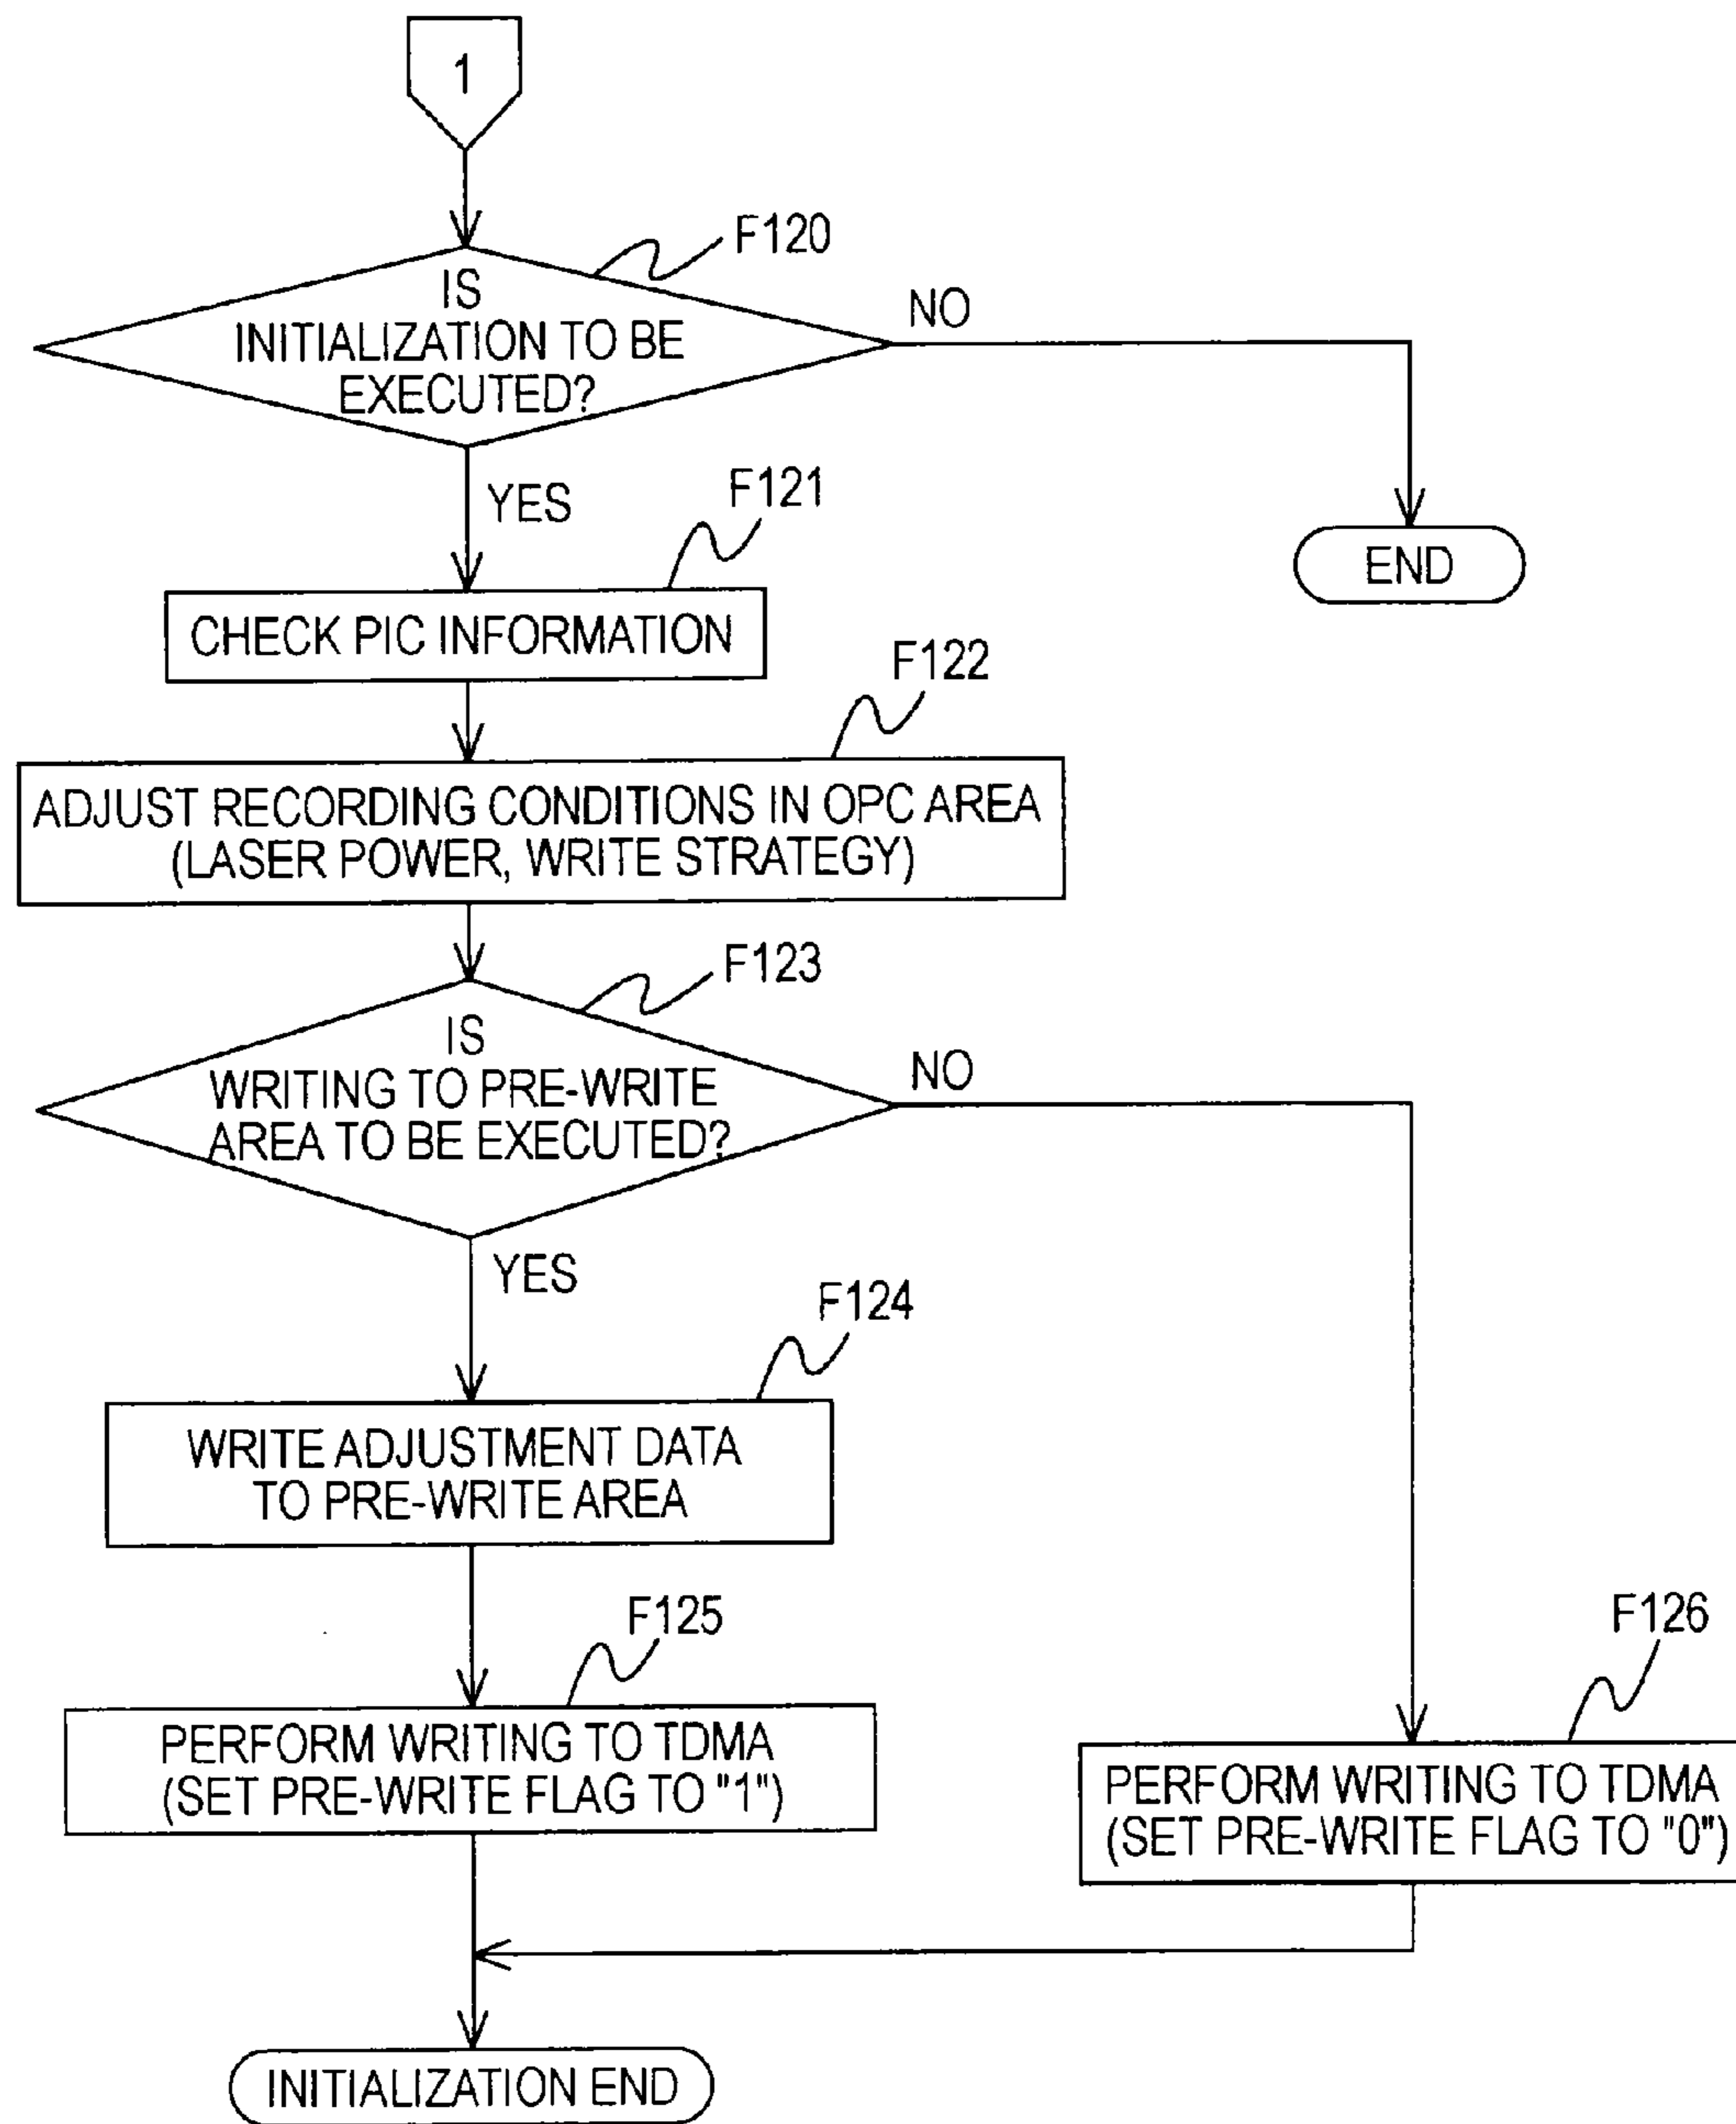 1
F120
IS
INITIALIZATION TO BE
EXECUTED?
NO
YES
END
F121
CHECK PIC INFORMATION
F122
ADJUST RECORDING CONDITIONS IN OPC AREA
(LASER POWER, WRITE STRATEGY)
F123
IS
WRITING TO PRE-WRITE
AREA TO BE EXECUTED?
NO
YES
F124
WRITE ADJUSTMENT DATA
TO PRE-WRITE AREA
F125
PERFORM WRITING TO TDMA
(SET PRE-WRITE FLAG TO "1")
F126
PERFORM WRITING TO TDMA
(SET PRE-WRITE FLAG TO "0")
INITIALIZATION END